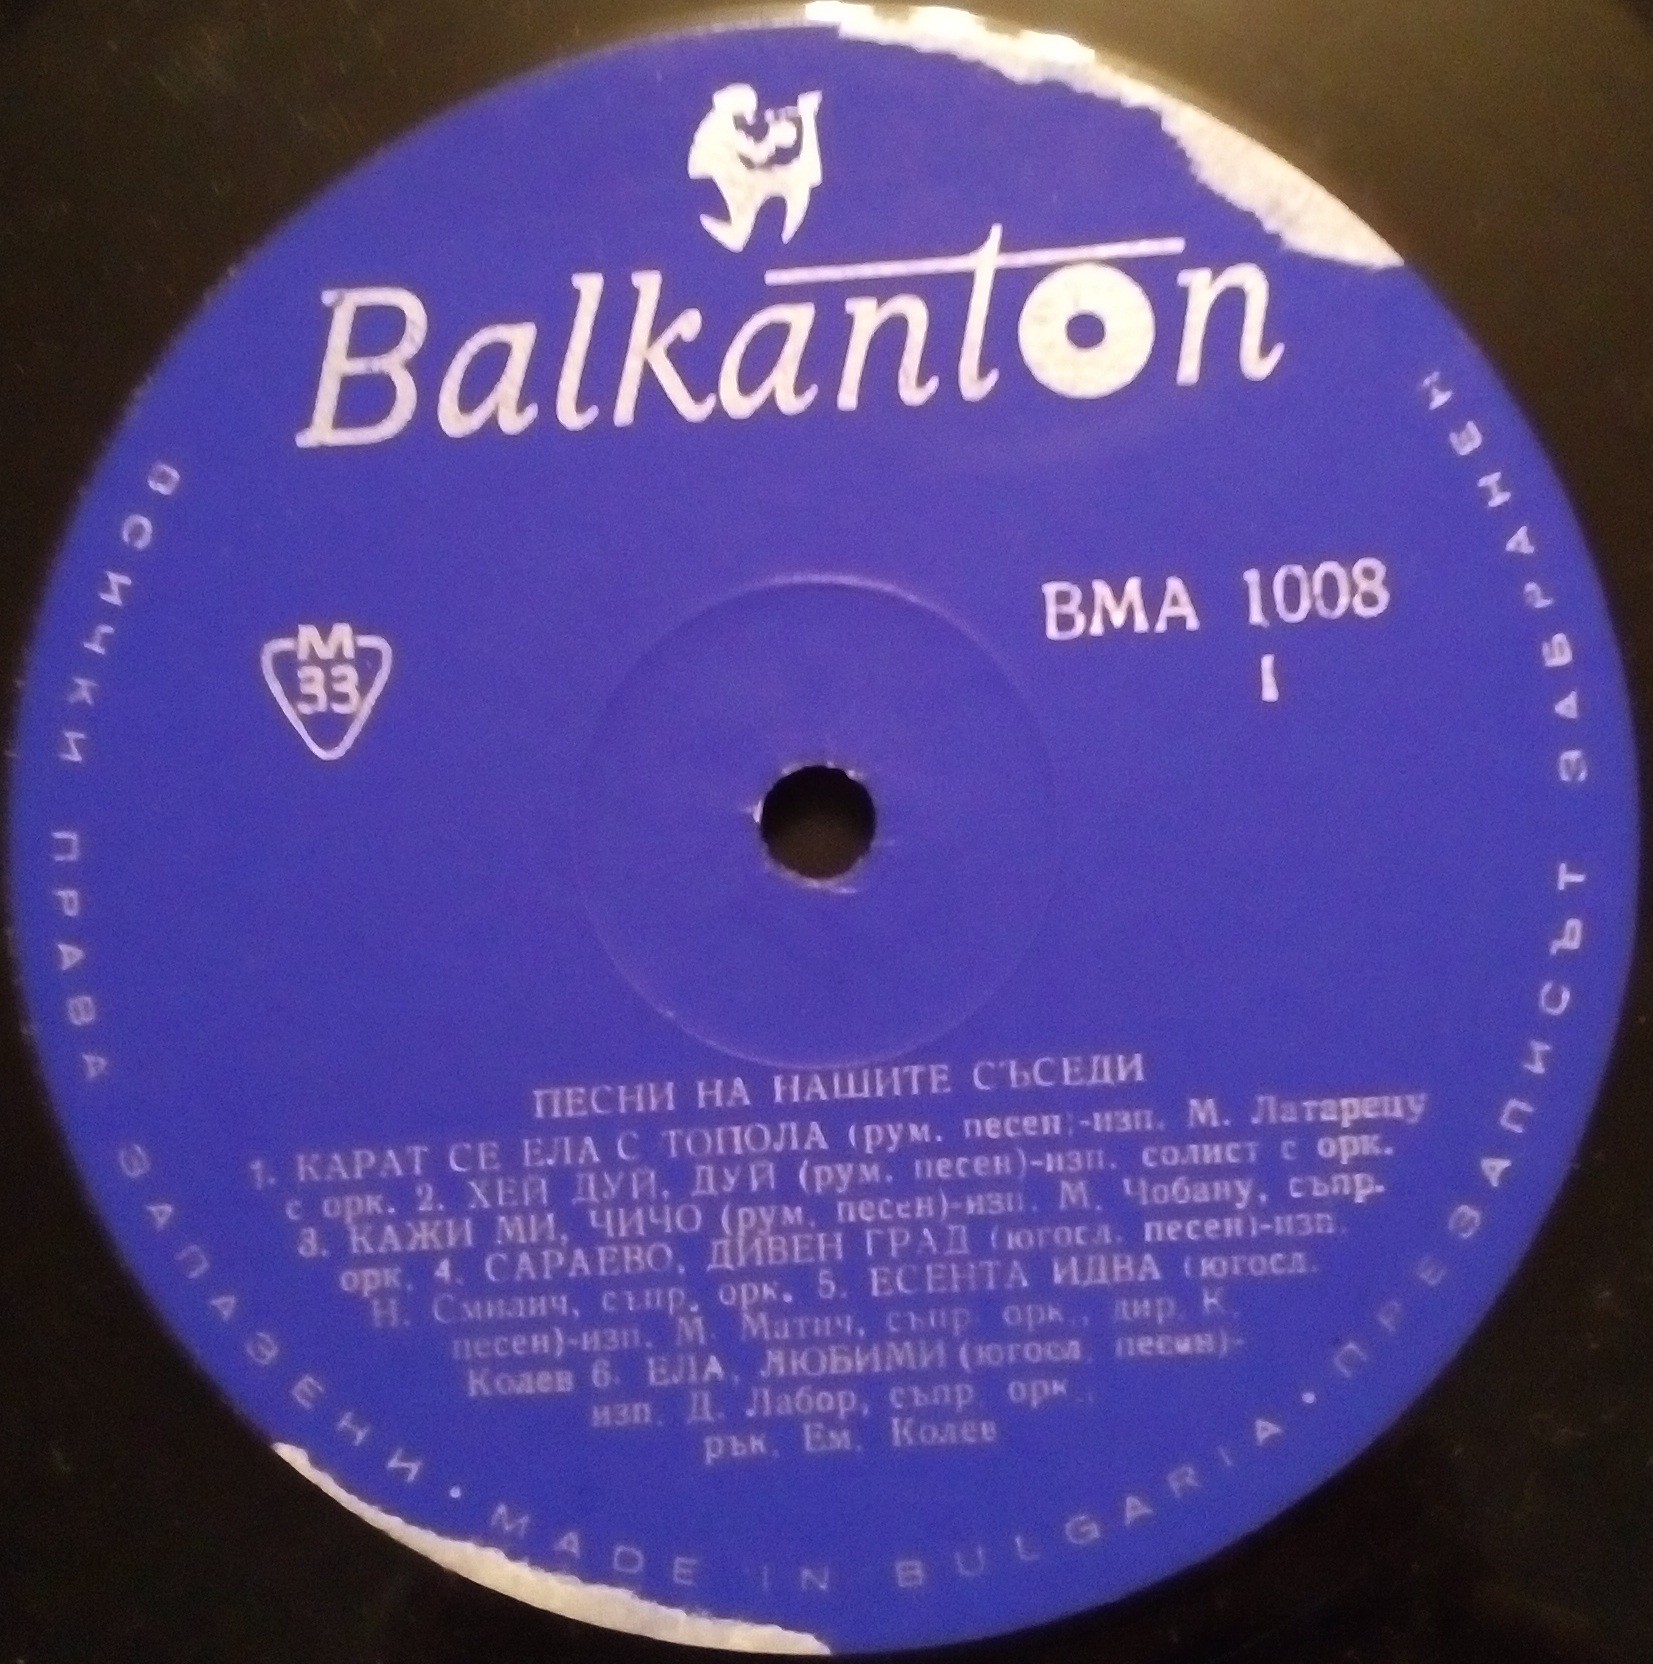 Balkanton
ВМА 1008
I
М
33
ПЕСНИ НА НАШИТЕ СЪСЕДИ
1. КАРАТ СЕ ЕЛА С ТОПОЛА (рум. песен)-изп. М. Латарецу
с орк. 2. ХЕЙ ДУЙ, ДУЙ (рум. песен)-изп. солист с орк.
3. КАЖИ МИ, ЧИЧО (рум. песен)-изп. М. Чобану, съпр.
орк. 4. САРАЕВО, ДИВЕН ГРАД (югосл. песен)-изп.
Н. Смилич, съпр. орк. 5. ЕСЕНТА ИДВА (югосл.
песен)-изп. М. Матич, съпр. орк., дир. К.
Колев 6. ЕЛА, ЛЮБИМИ (югосл. песен)-
изп. Д. Лабор, съпр. орк.,
рък. Ем. Колев
ВСИЧКИ ПРАВА ЗАПАЗЕНИ • MADE IN BULGARIA • ПРЕЗАПИСЪТ ЗАБРАНЕН